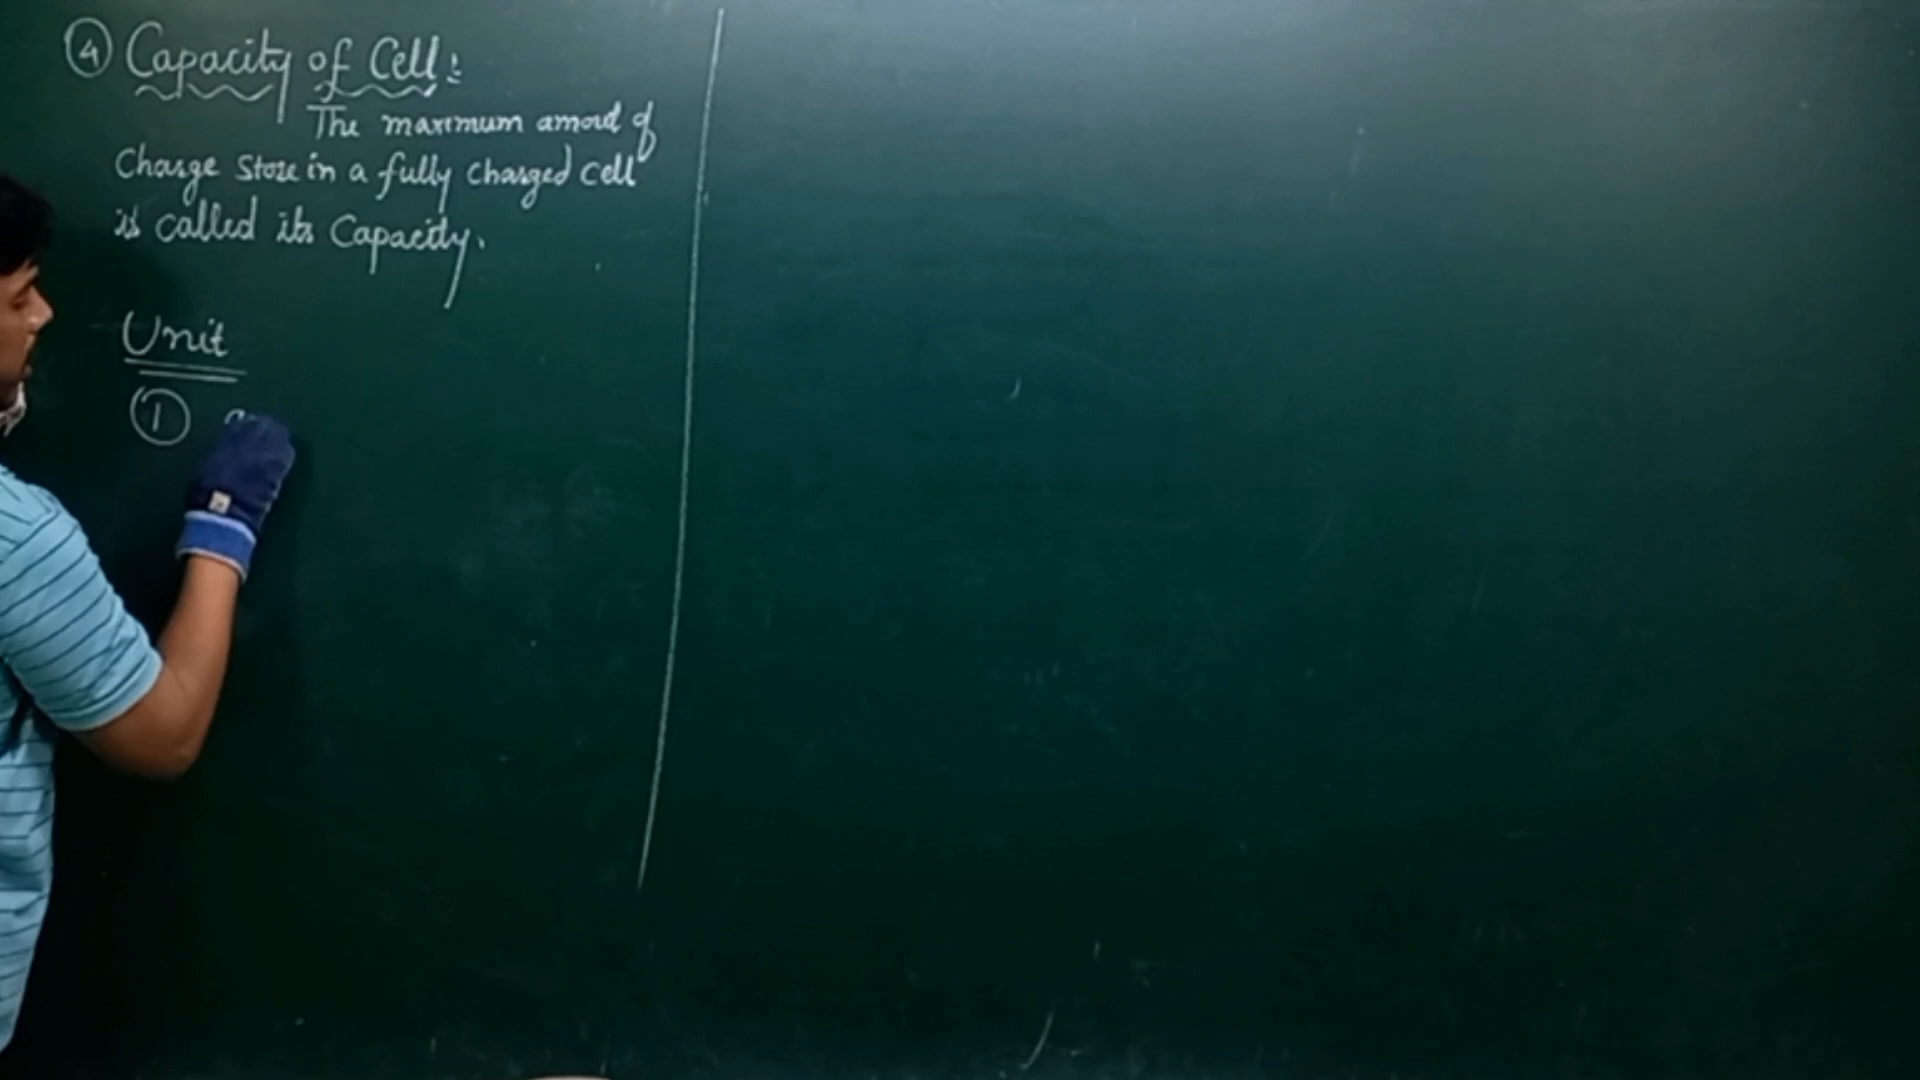 ④ Capacity of Cell:
The maximum amout of
Charge Store in a fully charged cell
is called its Capacity.
Unit
①